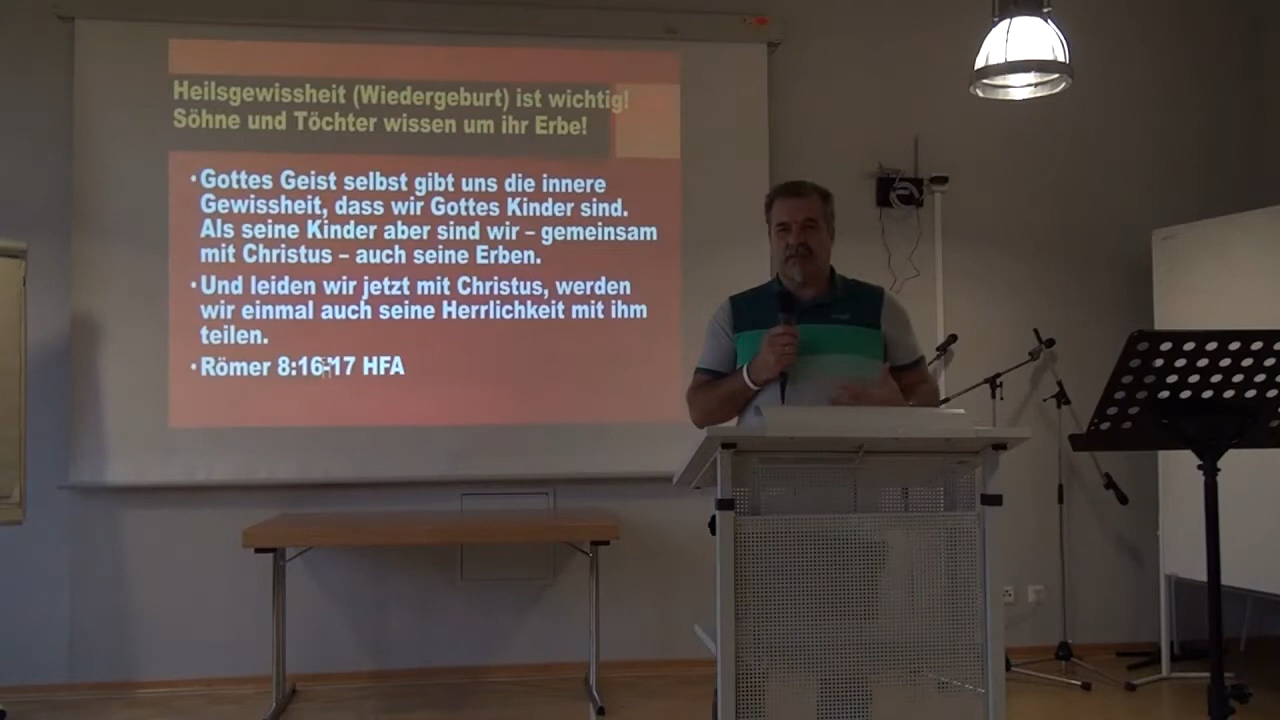 Heilsgewissheit (Wiedergeburt) ist wichtig!
Söhne und Töchter wissen um ihr Erbe!
•Gottes Geist selbst gibt uns die innere
Gewissheit, dass wir Gottes Kinder sind.
Als seine Kinder aber sind wir – gemeinsam
mit Christus – auch seine Erben.
•Und leiden wir jetzt mit Christus, werden
wir einmal auch seine Herrlichkeit mit ihm
teilen.
•Römer 8:16-17 HFA